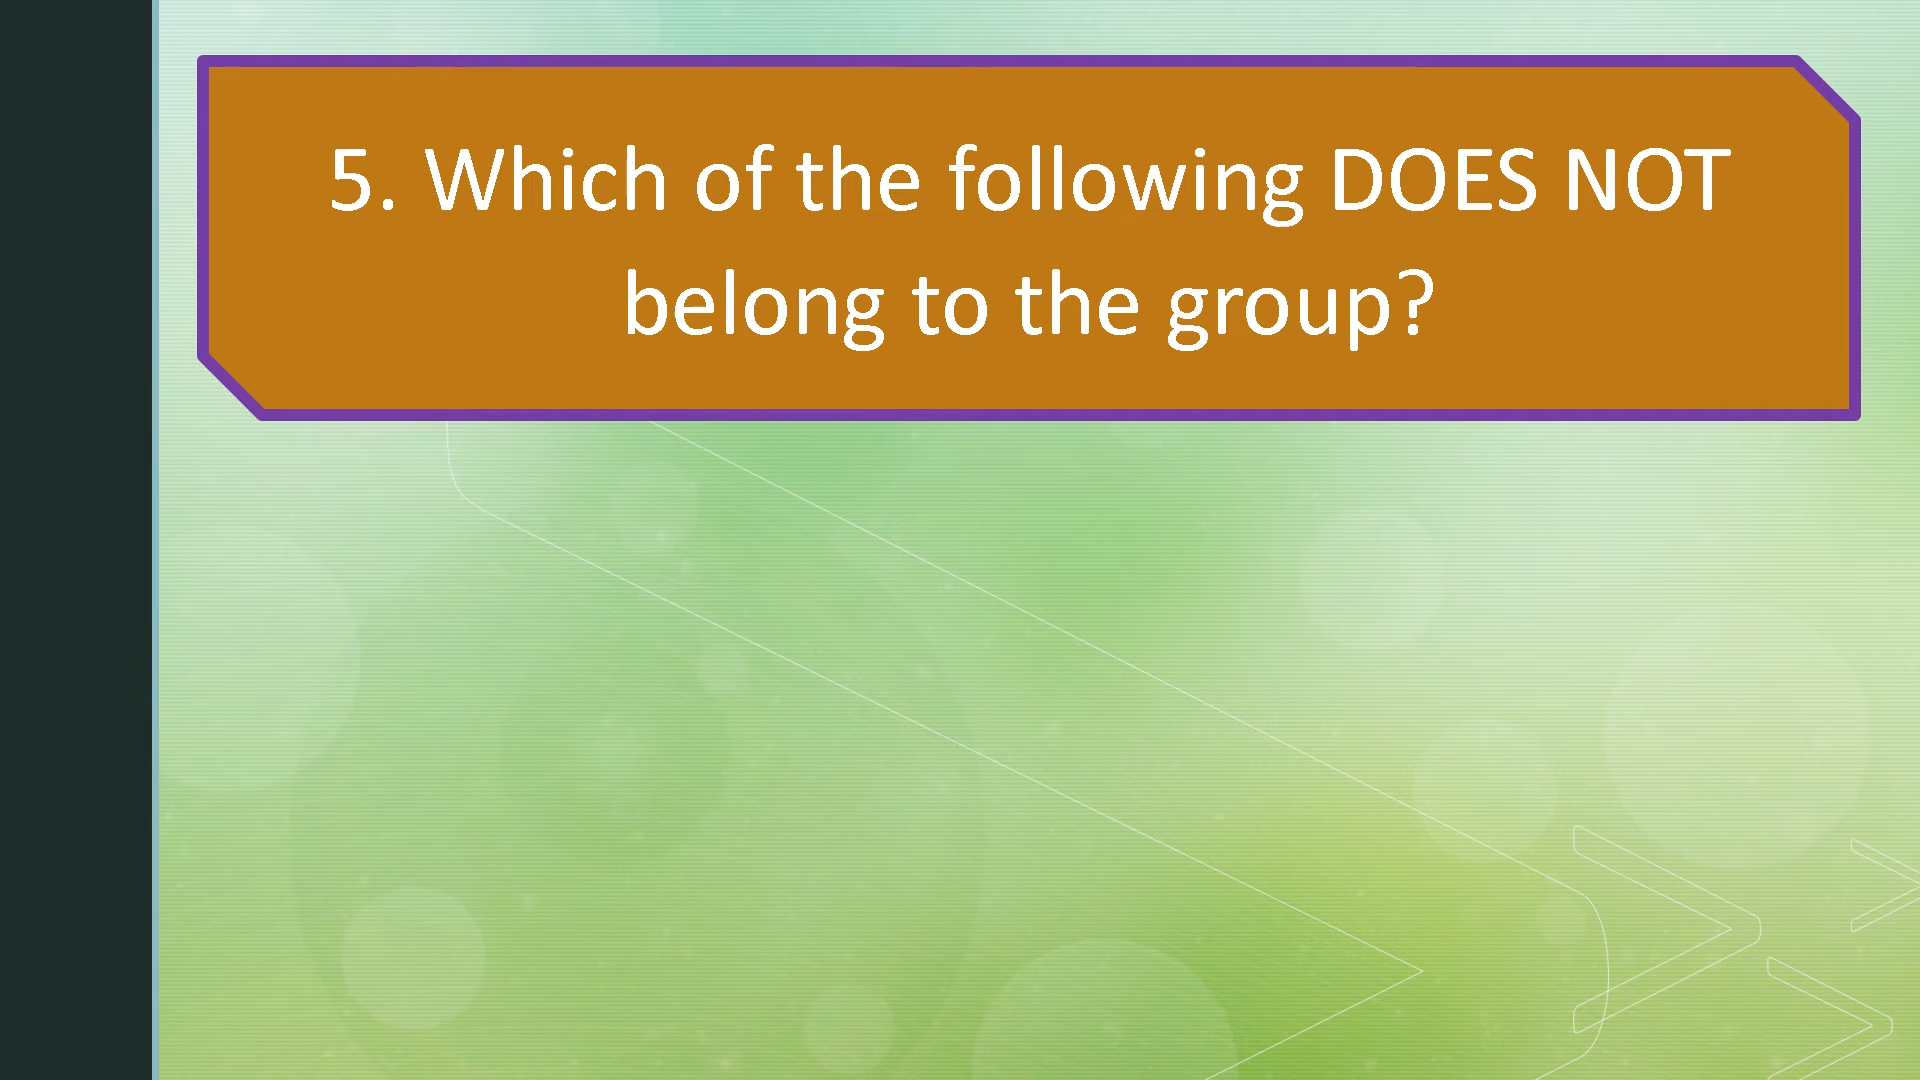 5. Which of the following DOES NOT
belong to the group?